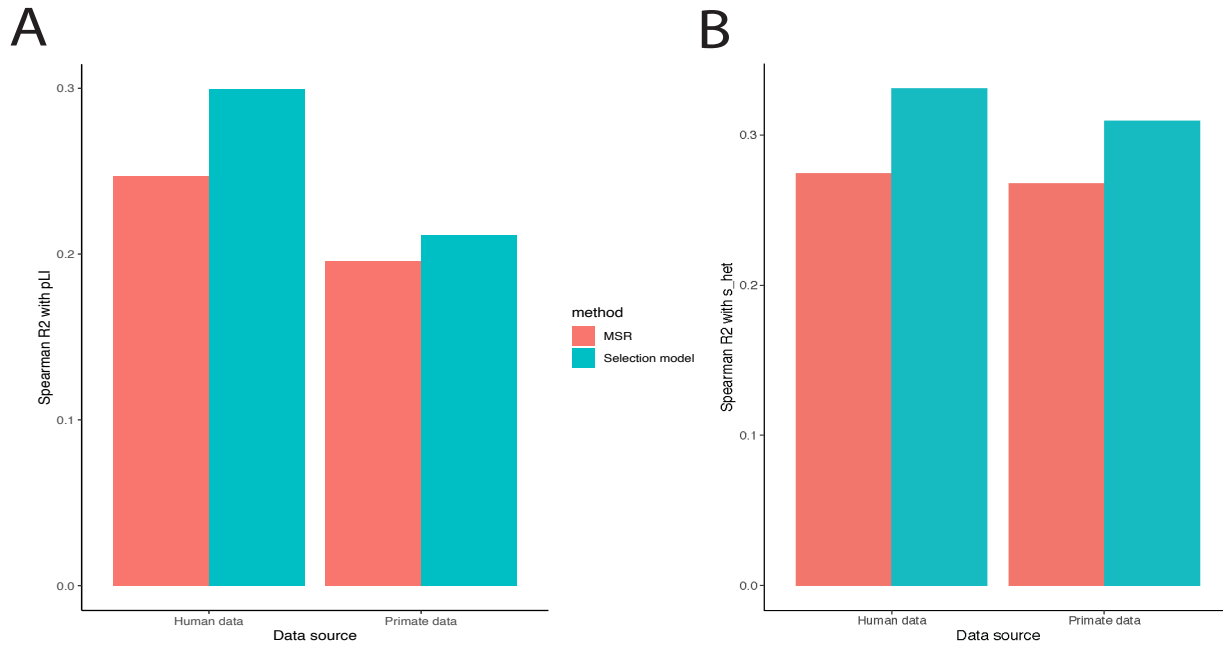 A
0.3
0.2
0.1
0.0
Spearman R2 with pLI
Human data
Primate data
Data source
method
MSR
Selection model
B
0.3
0.2
0.1
0.0
Spearman R2 with s_het
Human data
Primate data
Data source